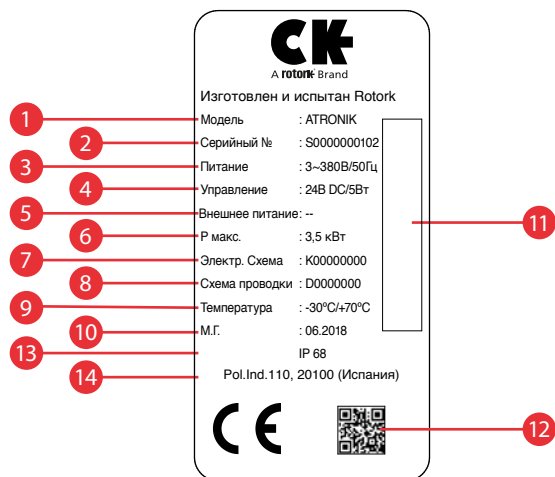 CK
A rotork Brand
Изготовлен и испытан Rotork
1 Модель : ATRONIK
2 Серийный № : S0000000102
3 Питание : 3~380В/50Гц
4 Управление : 24В DC/5Вт
5 Внешнее питание: --
6 Р макс. : 3,5 кВт
7 Электр. Схема : K00000000
8 Схема проводки : D0000000
9 Температура : -30ºC/+70ºC
10 М.Г. : 06.2018
13 IP 68
14 Pol.Ind.110, 20100 (Испания)
11
CE
12